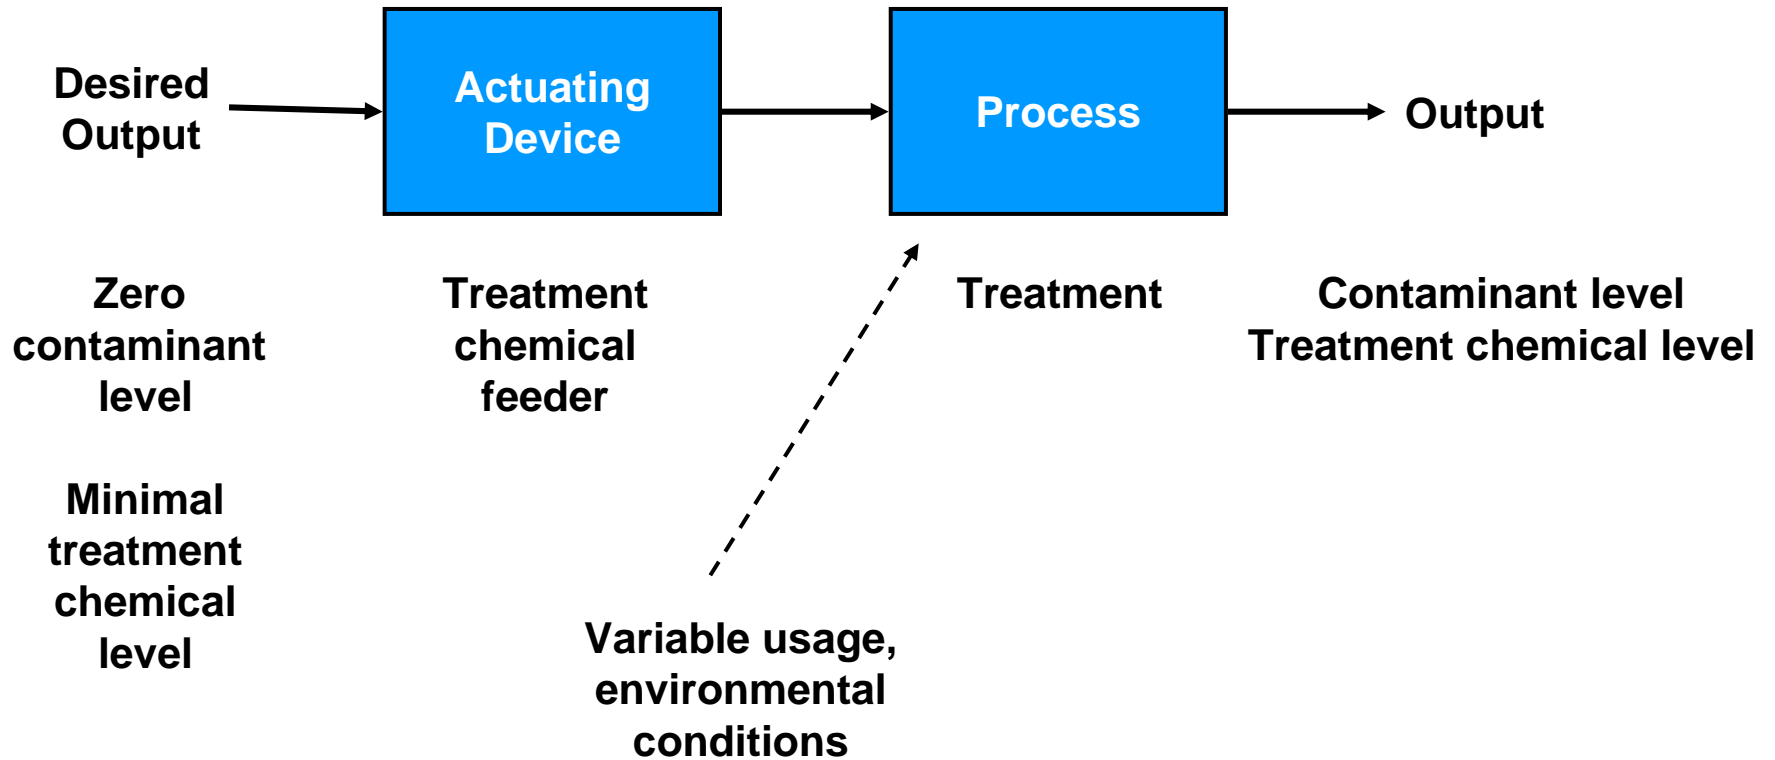 Desired
Output
Actuating
Device
Process
Output
Zero
contaminant
level
Treatment
chemical
feeder
Treatment
Contaminant level
Treatment chemical level
Minimal
treatment
chemical
level
Variable usage,
environmental
conditions